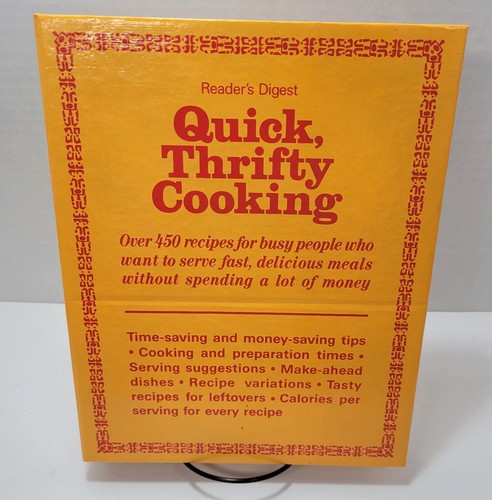 Reader's Digest
Quick,
Thrifty
Cooking
Over 450 recipes for busy people who
want to serve fast, delicious meals
without spending a lot of money
Time-saving and money-saving tips
• Cooking and preparation times •
Serving suggestions • Make-ahead
dishes • Recipe variations • Tasty
recipes for leftovers • Calories per
serving for every recipe